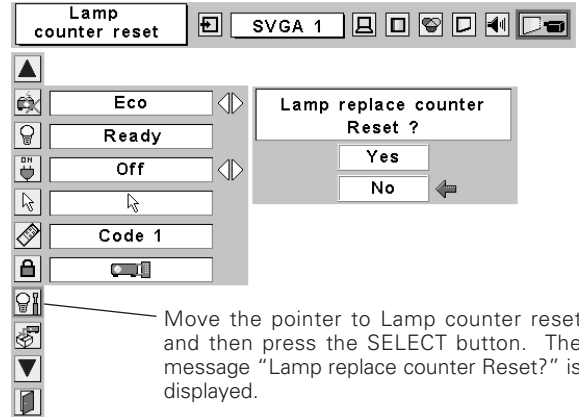 Lamp
counter reset
SVGA 1
Eco
Ready
ON
Off
Code 1
Lamp replace counter
Reset ?
Yes
No
Move the pointer to Lamp counter reset
and then press the SELECT button. The
message “Lamp replace counter Reset?” is
displayed.